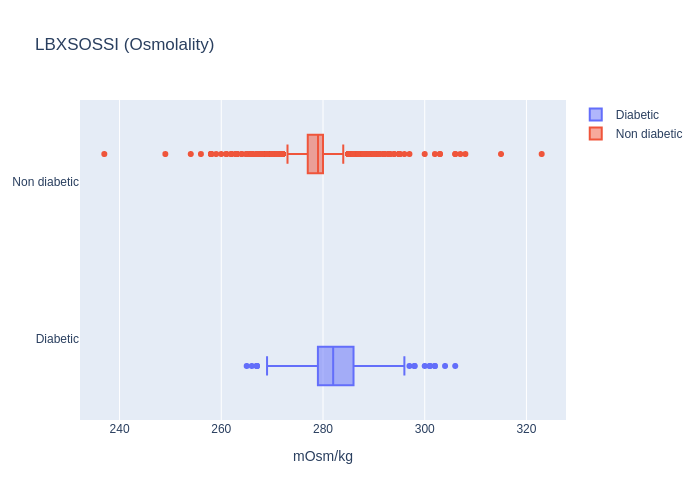 LBXSOSSI (Osmolality)
Diabetic
Non diabetic
Non diabetic
Diabetic
240
260
280
300
320
mOsm/kg